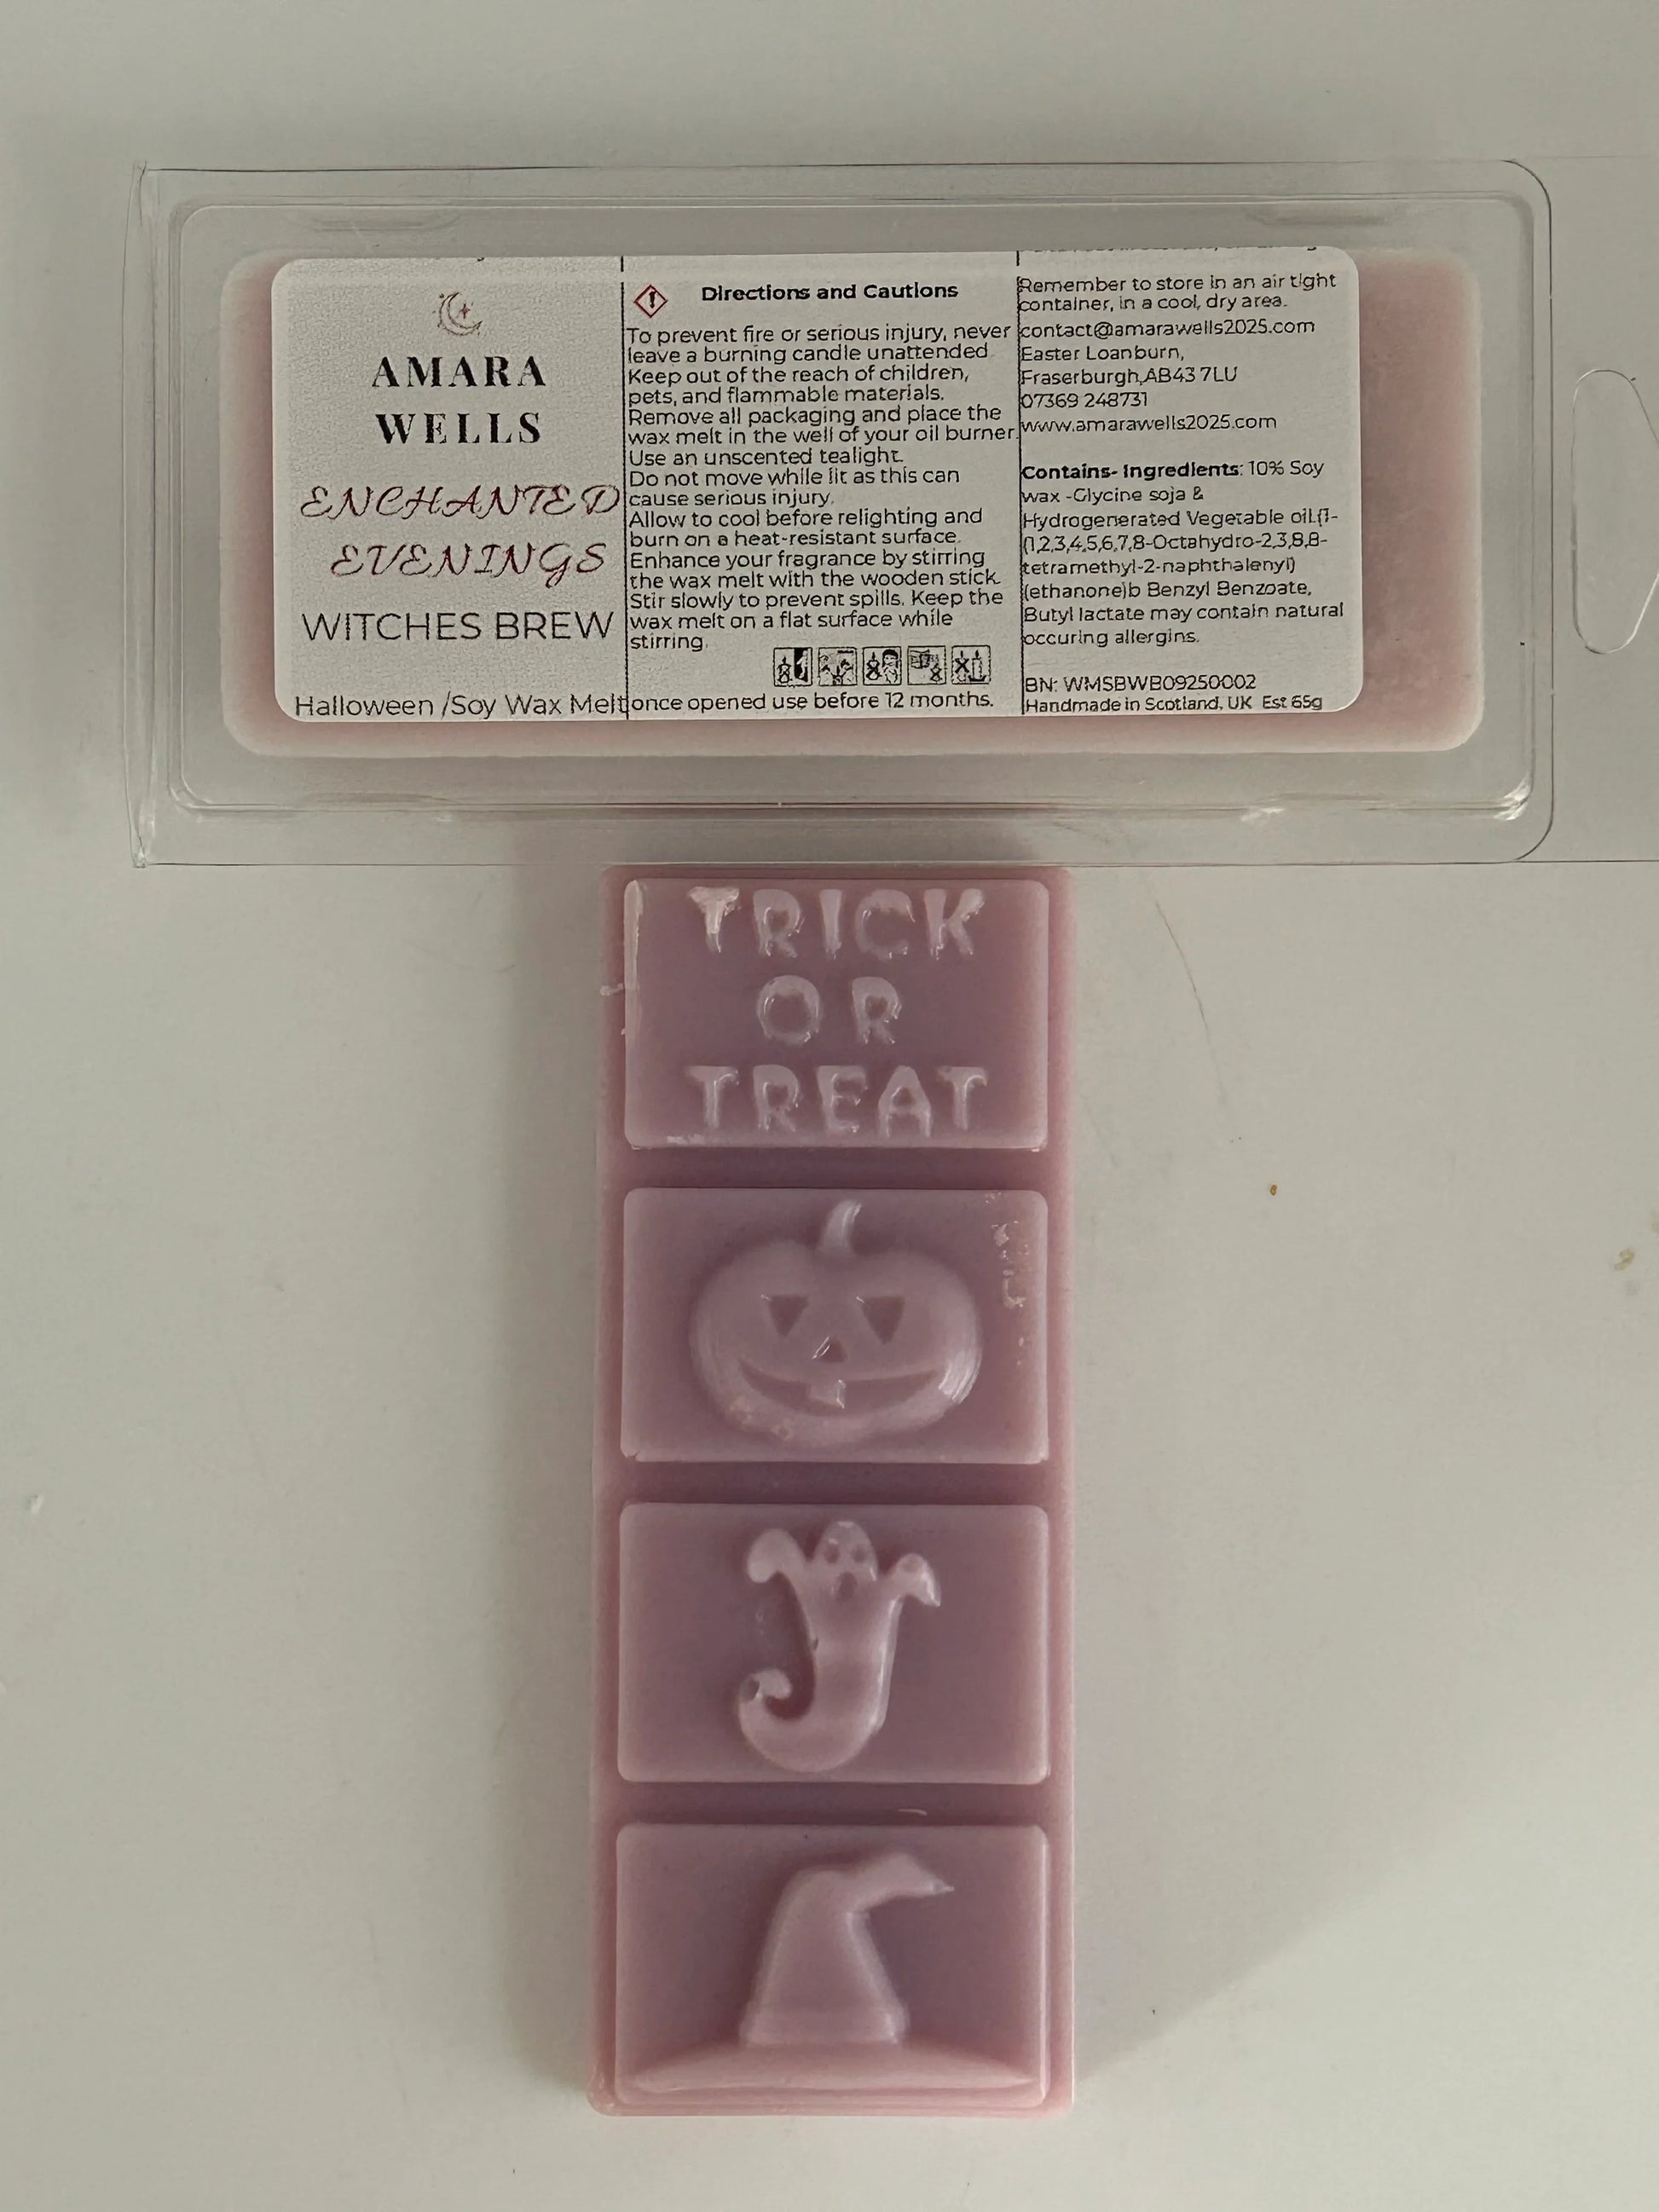 AMARA
WELLS
ENCHANTED
EVENINGS
WITCHES BREW
Halloween /Soy Wax Melt
Directions and Cautions
To prevent fire or serious injury, never
leave a burning candle unattended
Keep out of the reach of children,
pets, and flammable materials.
Remove all packaging and place the
wax melt in the well of your oil burner.
Use an unscented tealight.
Do not move while lit as this can
cause serious injury.
Allow to cool before relighting and
burn on a heat-resistant surface.
Enhance your fragrance by stirring
the wax melt with the wooden stick.
Stir slowly to prevent spills. Keep the
wax melt on a flat surface while
stirring.
once opened use before 12 months.
Remember to store in an air tight
container, in a cool, dry area.
contact@amarawells2025.com
Easter Loanburn,
Fraserburgh,AB43 7LU
07369 248731
www.amarawells2025.com
Contains- Ingredients: 10% Soy
wax -Glycine soja &
Hydrogenerated Vegetable oil.(1-
(1,2,3,4,5,6,7,8-Octahydro-2,3,8,8-
tetramethyl-2-naphthalenyl)
(ethanone)b Benzyl Benzoate,
Butyl lactate may contain natural
occuring allergins.
BN: WMSBWB09250002
Handmade in Scotland, UK Est 65g
TRICK
OR
TREAT